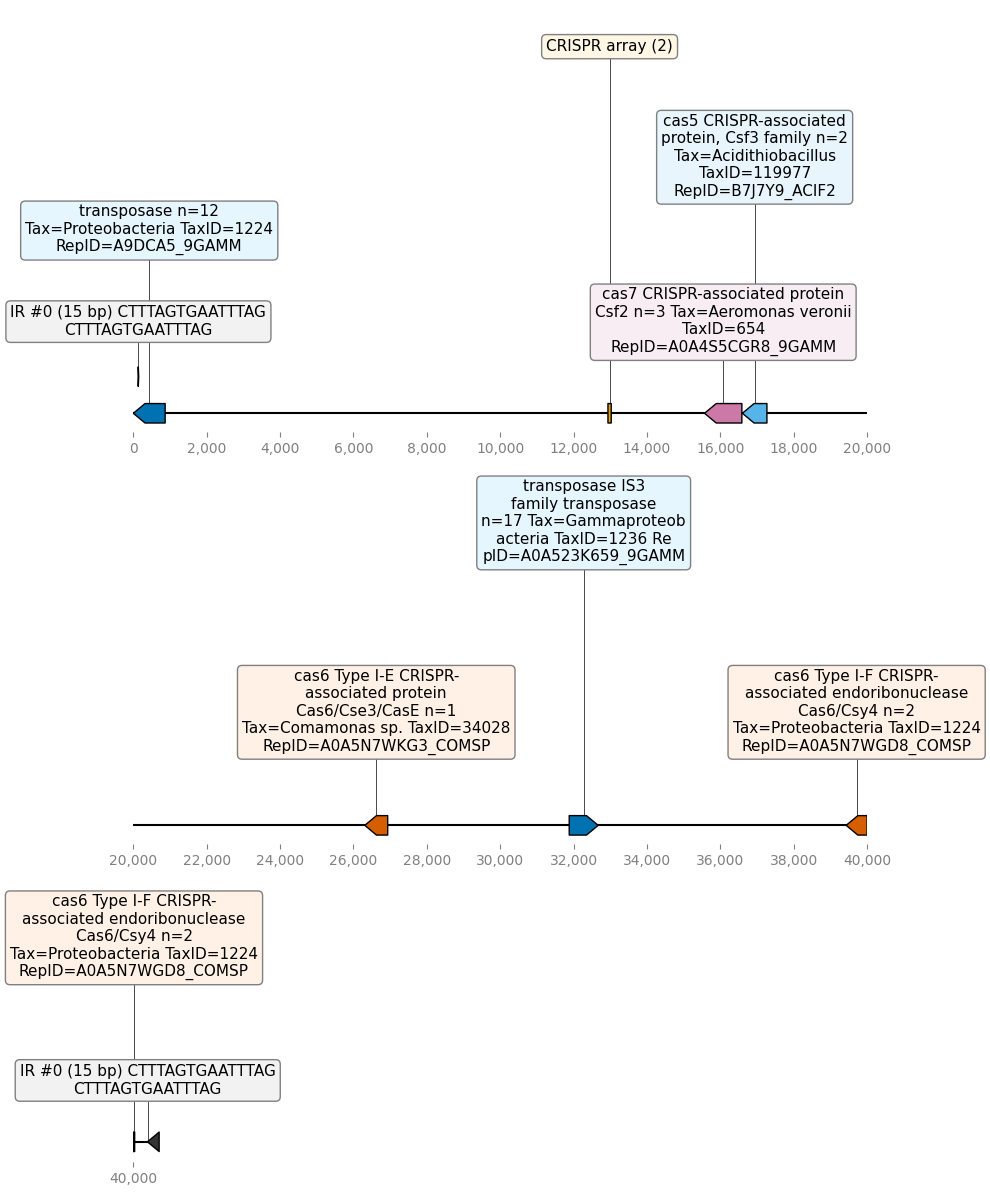 CRISPR array (2)
cas5 CRISPR-associated
protein, Csf3 family n=2
Tax=Acidithiobacillus
TaxID=119977
RepID=B7J7Y9_ACIF2
transposase n=12
Tax=Proteobacteria TaxID=1224
RepID=A9DCA5_9GAMM
cas7 CRISPR-associated protein
Csf2 n=3 Tax=Aeromonas veronii
TaxID=654
RepID=A0A4S5CGR8_9GAMM
IR #0 (15 bp) CTTTAGTGAATTTAG
CTTTAGTGAATTTAG
0 2,000 4,000 6,000 8,000 10,000 12,000 14,000 16,000 18,000 20,000
transposase IS3
family transposase
n=17 Tax=Gammaproteob
acteria TaxID=1236 Re
pID=A0A523K659_9GAMM
cas6 Type I-E CRISPR-
associated protein
Cas6/Cse3/CasE n=1
Tax=Comamonas sp. TaxID=34028
RepID=A0A5N7WKG3_COMSP
cas6 Type I-F CRISPR-
associated endoribonuclease
Cas6/Csy4 n=2
Tax=Proteobacteria TaxID=1224
RepID=A0A5N7WGD8_COMSP
20,000 22,000 24,000 26,000 28,000 30,000 32,000 34,000 36,000 38,000 40,000
cas6 Type I-F CRISPR-
associated endoribonuclease
Cas6/Csy4 n=2
Tax=Proteobacteria TaxID=1224
RepID=A0A5N7WGD8_COMSP
IR #0 (15 bp) CTTTAGTGAATTTAG
CTTTAGTGAATTTAG
40,000